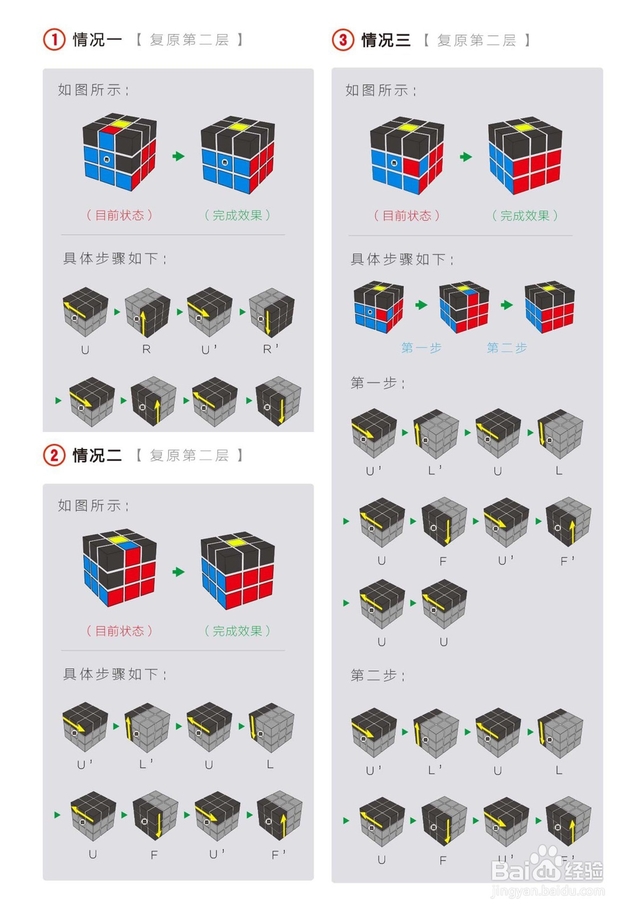 1 情况一 【 复原第二层 】
如图所示:
(目前状态) (完成效果)
具体步骤如下:
U R U' R'
2 情况二 【 复原第二层 】
如图所示:
(目前状态) (完成效果)
具体步骤如下:
U' L' U L
U F U' F'
3 情况三 【 复原第二层 】
如图所示:
(目前状态) (完成效果)
具体步骤如下:
第一步 第二步
第一步:
U' L' U L
U F U' F'
U U
第二步:
U' L' U L
U F U' F'
Baidu 经验
jingyan.baidu.com